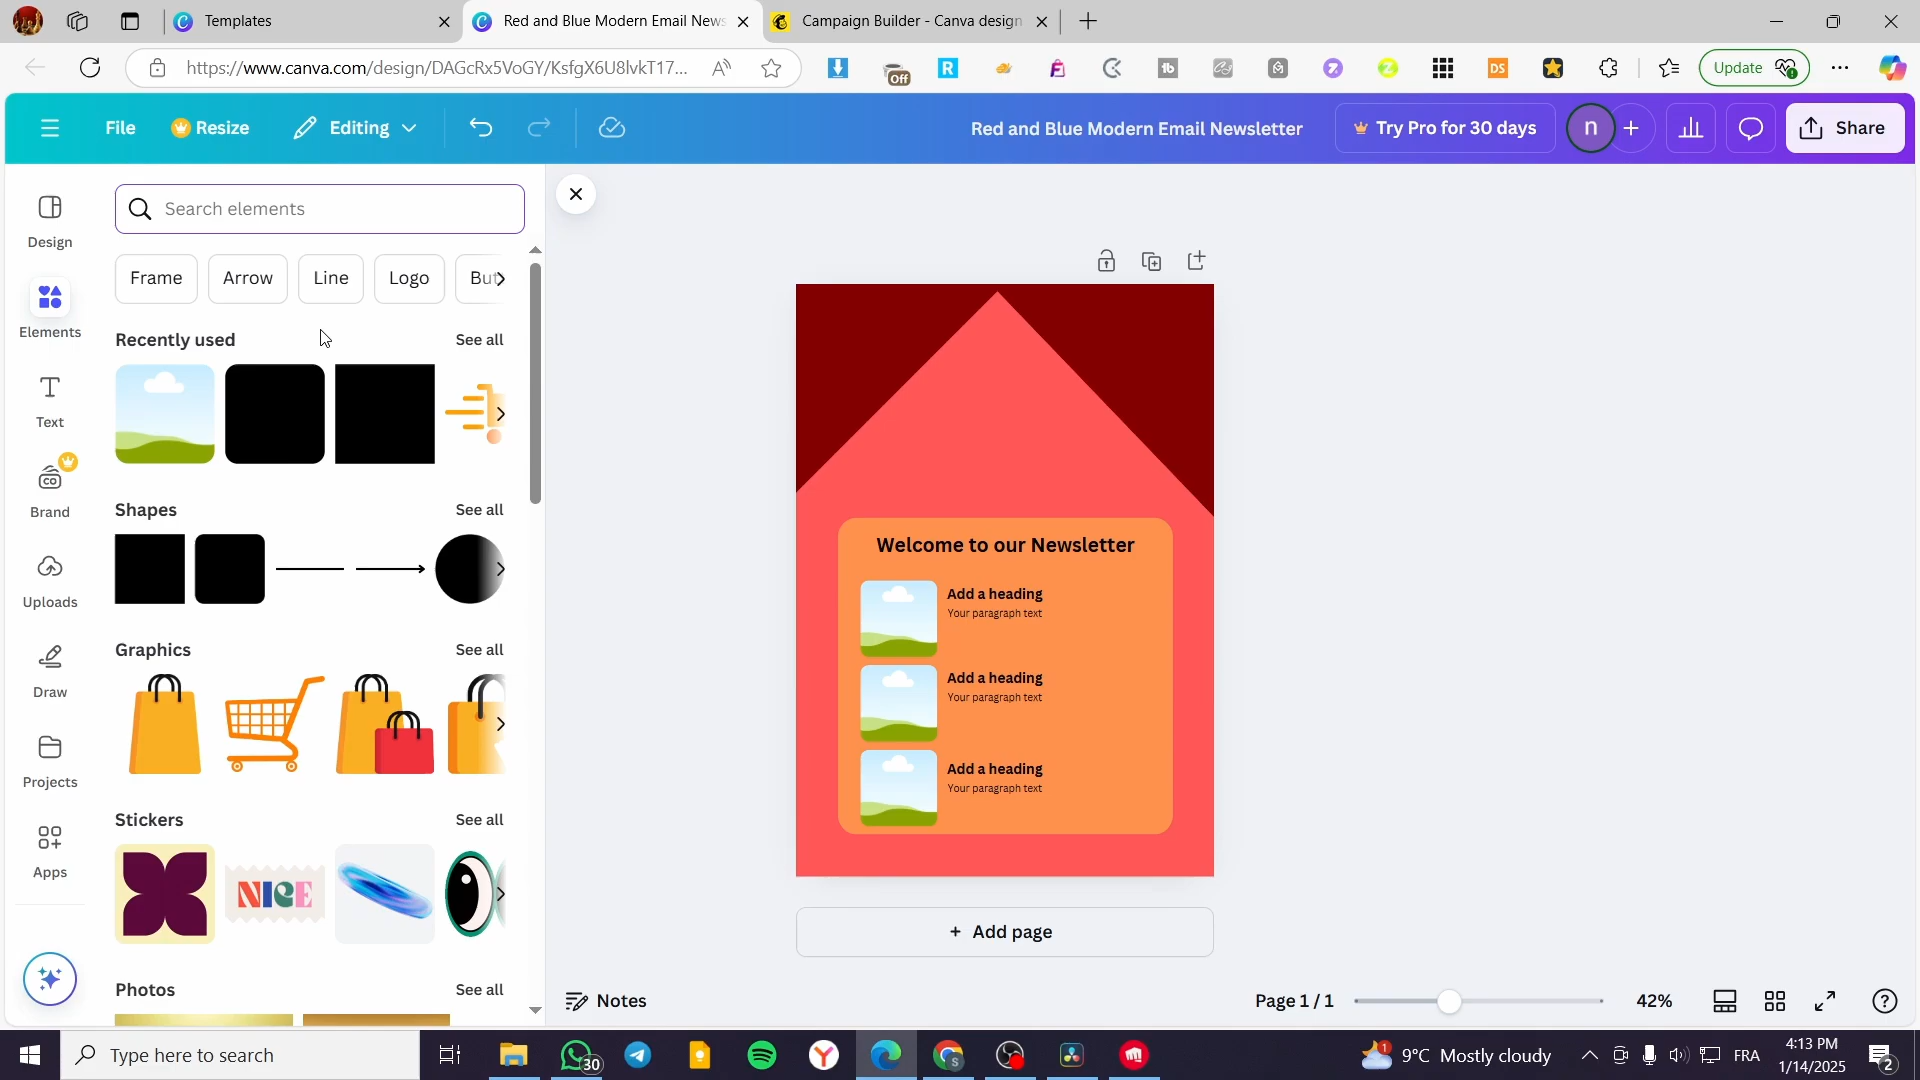 Templates
Red and Blue Modern Email News
Campaign Builder - Canva design
https://www.canva.com/design/DAGcRx5VoGY/KsfgX6U8lvkT17...
Off
Update
File
Resize
Editing
Red and Blue Modern Email Newsletter
Try Pro for 30 days
n
Share
Design
Elements
Text
Brand
Uploads
Draw
Projects
Apps
Search elements
Frame
Arrow
Line
Logo
But
Recently used
See all
Shapes
See all
Graphics
See all
Stickers
See all
NICE
Photos
See all
Welcome to our Newsletter
Add a heading
Your paragraph text
Add a heading
Your paragraph text
Add a heading
Your paragraph text
+ Add page
Notes
Page 1 / 1
42%
Type here to search
30
1
9°C Mostly cloudy
FRA
4:13 PM
1/14/2025
2